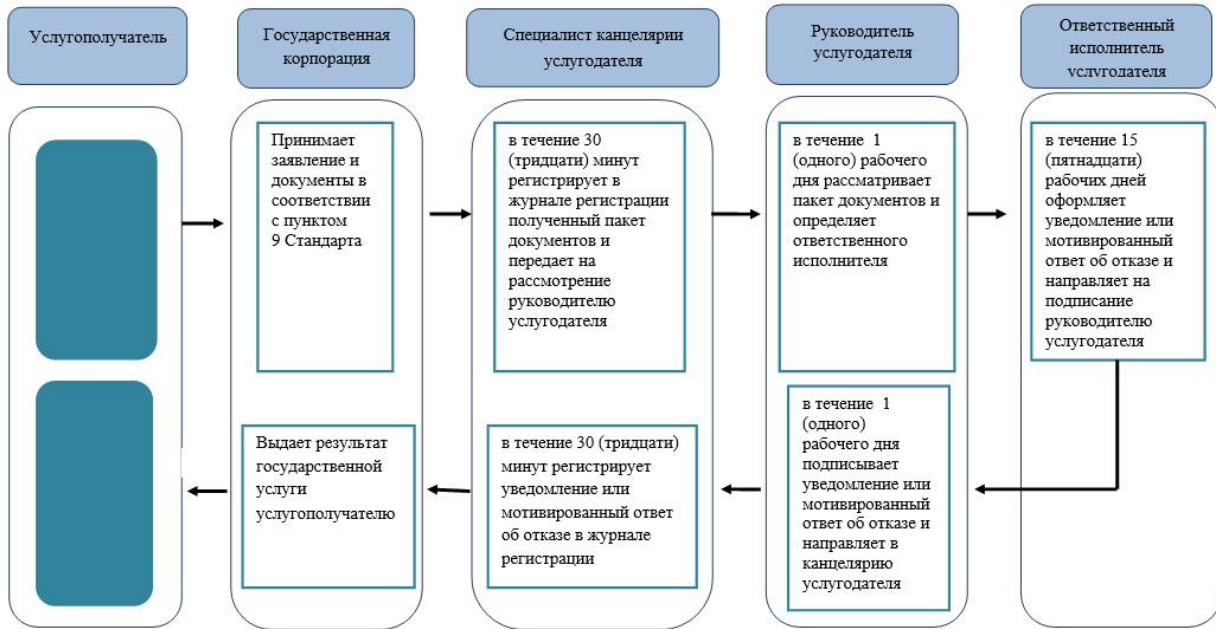 Услугополучатель
Государственная
корпорация
Специалист канцелярии
услугодателя
Руководитель
услугодателя
Ответственный
исполнитель
услугодателя
Принимает
заявление и
документы в
соответствии
с пунктом
9 Стандарта
в течение 30
(тридцати) минут
регистрирует в
журнале регистрации
полученный пакет
документов и
передает на
рассмотрение
руководителю
услугодателя
в течение 1
(одного) рабочего
дня рассматривает
пакет документов и
определяет
ответственного
исполнителя
в течение 15
(пятнадцати)
рабочих дней
оформляет
уведомление или
мотивированный
ответ об отказе и
направляет на
подписание
руководителю
услугодателя
в течение 1
(одного)
рабочего дня
подписывает
уведомление или
мотивированный
ответ об отказе и
направляет в
канцелярию
услугодателя
в течение 30 (тридцати)
минут регистрирует
уведомление или
мотивированный ответ
об отказе в журнале
регистрации
Выдает результат
государственной
услуги
услугополучателю